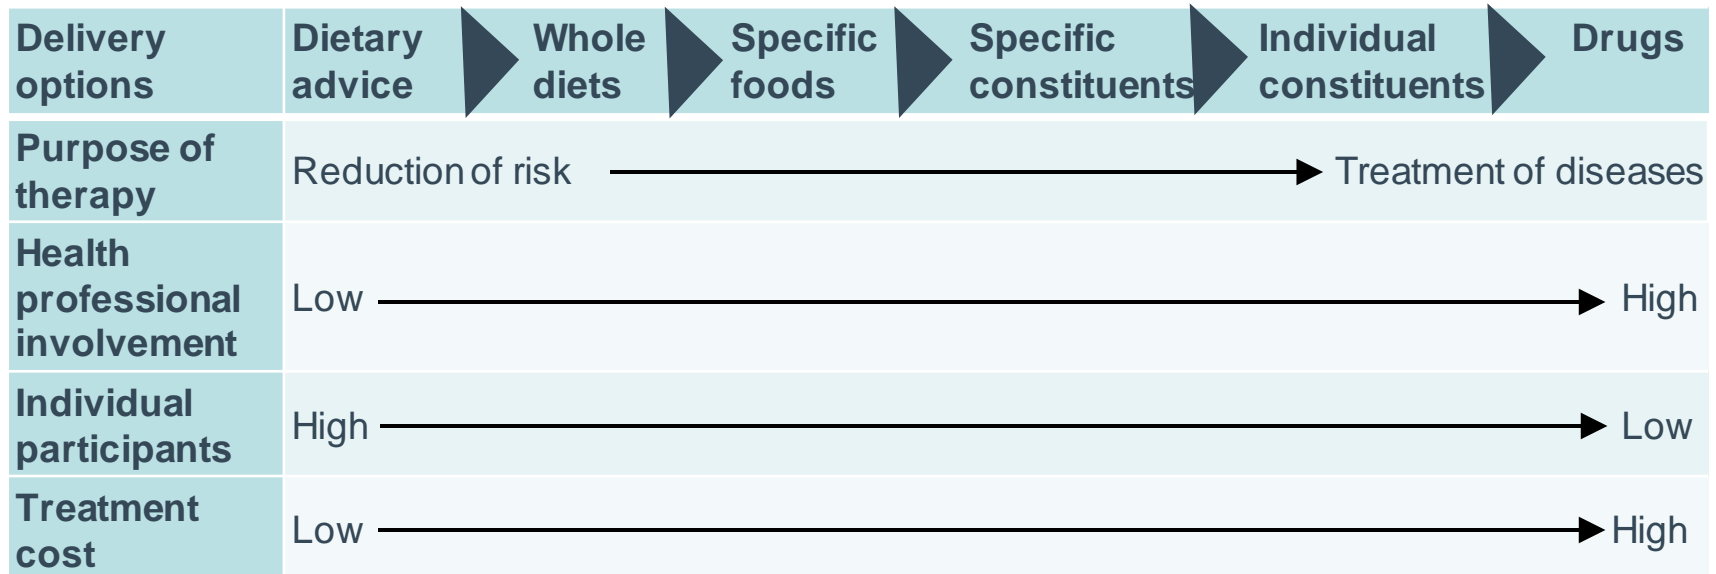 Delivery
options
Dietary
advice
Whole
diets
Specific
foods
Specific
constituents
Individual
constituents
Drugs
Purpose of
therapy
Reduction of risk
Treatment of diseases
Health
professional
involvement
Low
High
Individual
participants
High
Low
Treatment
cost
Low
High